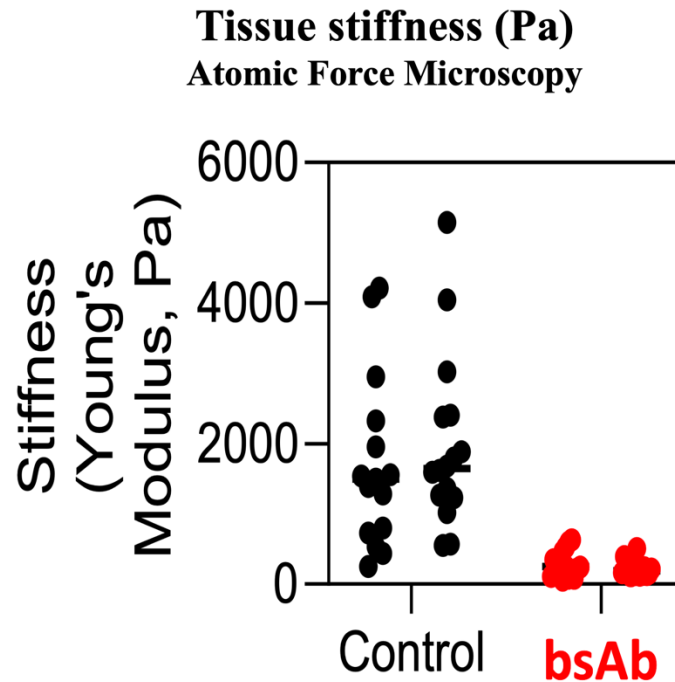 Tissue stiffness (Pa)
Atomic Force Microscopy
Stiffness
(Young's
Modulus, Pa)
6000
4000
2000
0
Control
bsAb